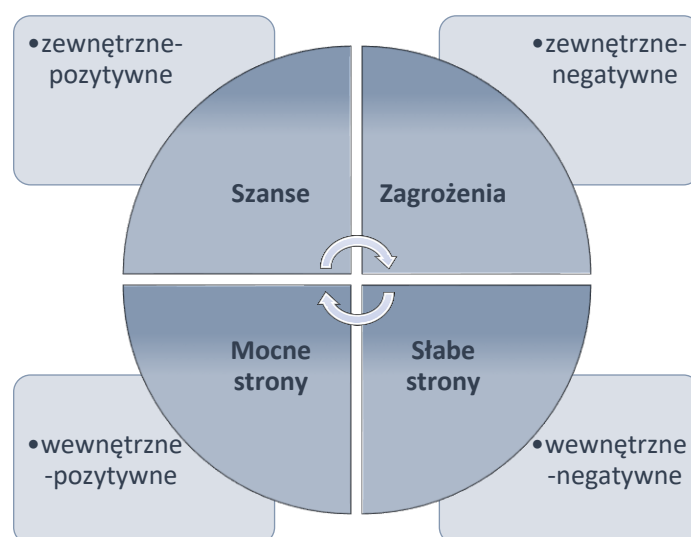 •zewnętrzne-
pozytywne
•zewnętrzne-
negatywne
Szanse
Zagrożenia
Mocne
strony
Słabe
strony
•wewnętrzne
-pozytywne
•wewnętrzne
-negatywne